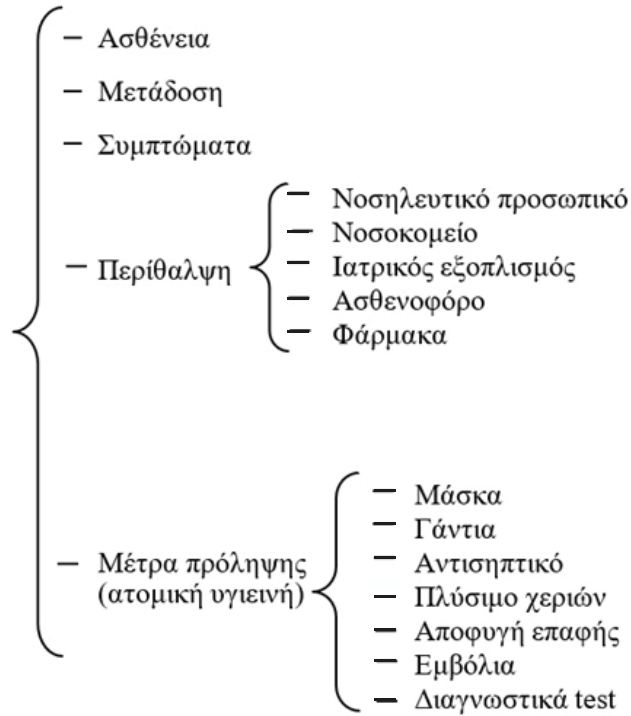 – Ασθένεια
– Μετάδοση
– Συμπτώματα
– Περίθαλψη
– Νοσηλευτικό προσωπικό
– Νοσοκομείο
– Ιατρικός εξοπλισμός
– Ασθενοφόρο
– Φάρμακα
– Μέτρα πρόληψης
(ατομική υγιεινή)
– Μάσκα
– Γάντια
– Αντισηπτικό
– Πλύσιμο χεριών
– Αποφυγή επαφής
– Εμβόλια
– Διαγνωστικά test